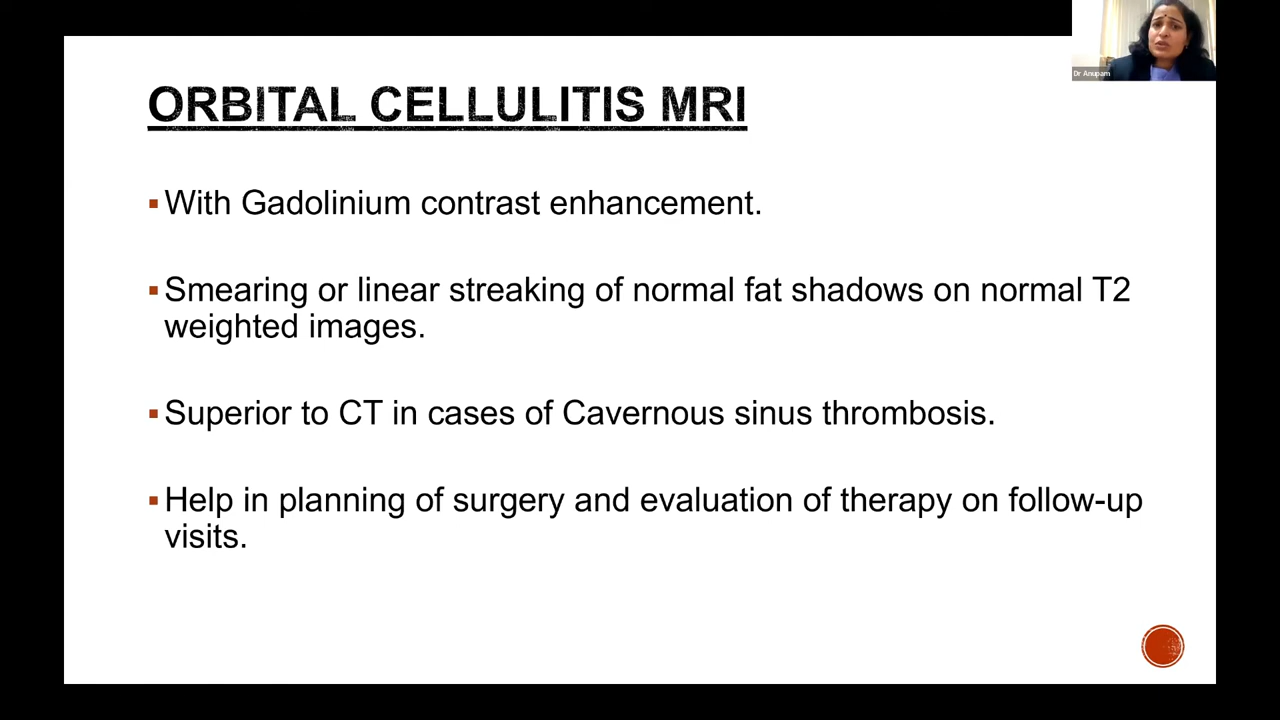 Dr Anupam
ORBITAL CELLULITIS MRI
▪With Gadolinium contrast enhancement.
▪Smearing or linear streaking of normal fat shadows on normal T2
weighted images.
▪Superior to CT in cases of Cavernous sinus thrombosis.
▪Help in planning of surgery and evaluation of therapy on follow-up
visits.